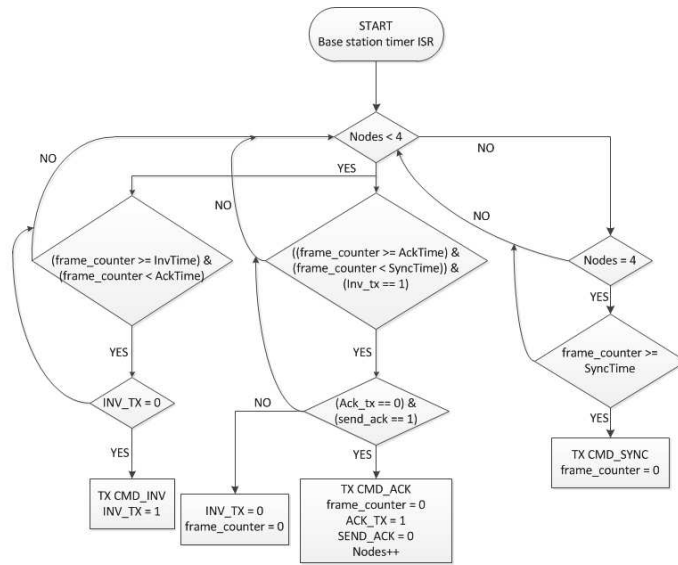 START
Base station timer ISR
Nodes < 4
NO
NO
YES
NO
NO
(frame_counter >= InvTime) &
(frame_counter < AckTime)
((frame_counter >= AckTime) &
(frame_counter < SyncTime)) &
(Inv_tx == 1)
Nodes = 4
YES
YES
YES
frame_counter >=
SyncTime
INV_TX = 0
NO
(Ack_tx == 0) &
(send_ack == 1)
YES
YES
YES
TX CMD_SYNC
frame_counter = 0
TX CMD_INV
INV_TX = 1
INV_TX = 0
frame_counter = 0
TX CMD_ACK
frame_counter = 0
ACK_TX = 1
SEND_ACK = 0
Nodes++